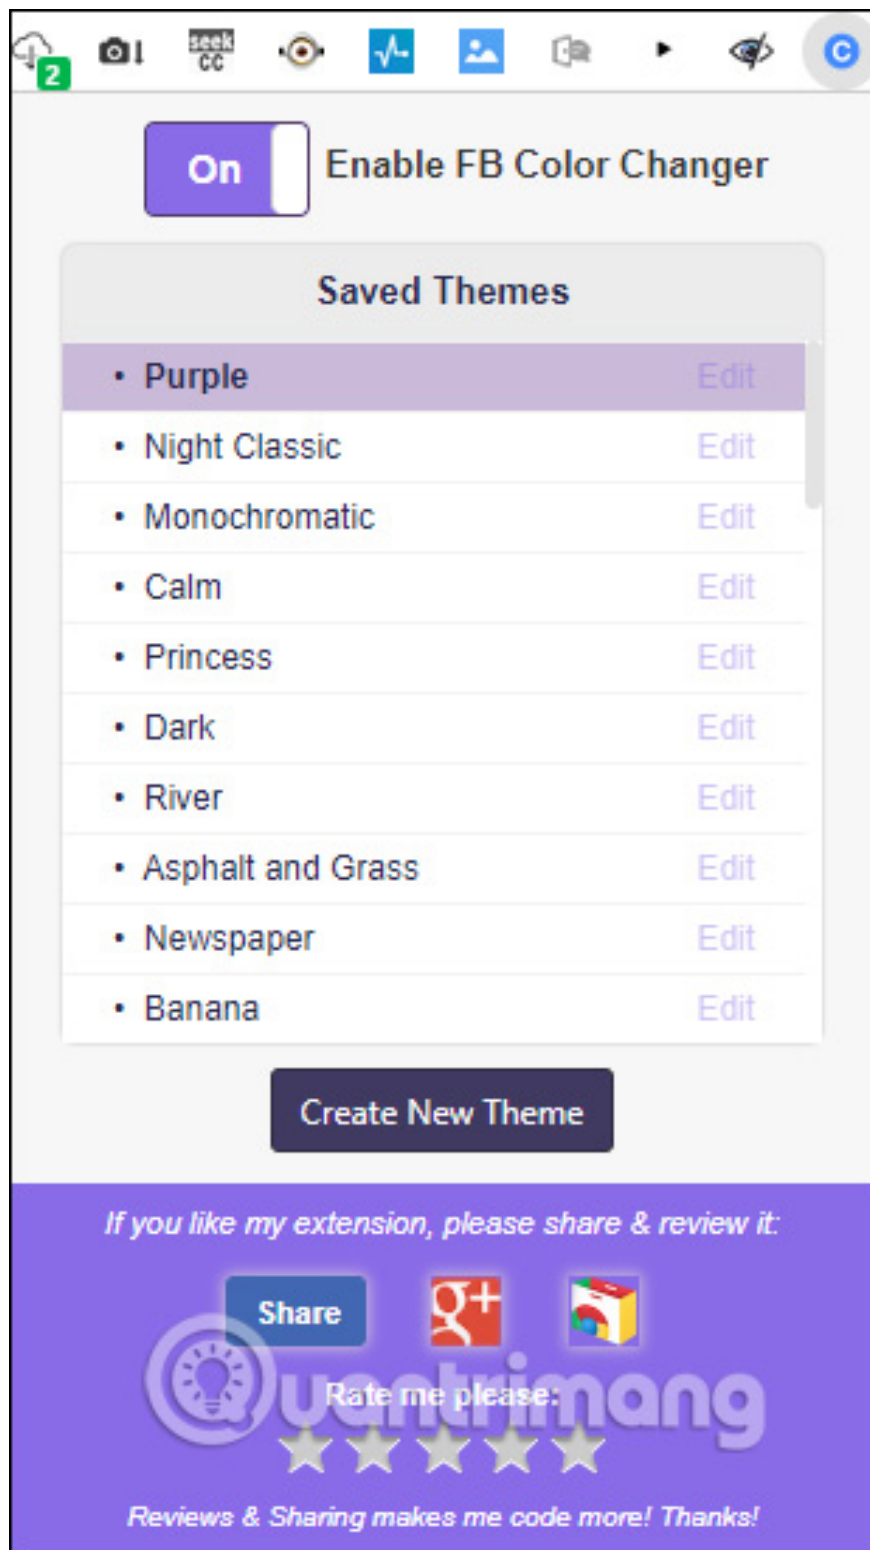 2
seek
CC
C
On
Enable FB Color Changer
Saved Themes
• Purple Edit
• Night Classic Edit
• Monochromatic Edit
• Calm Edit
• Princess Edit
• Dark Edit
• River Edit
• Asphalt and Grass Edit
• Newspaper Edit
• Banana Edit
Create New Theme
If you like my extension, please share & review it:
Share g+
Quantrimang
Rate me please:
Reviews & Sharing makes me code more! Thanks!